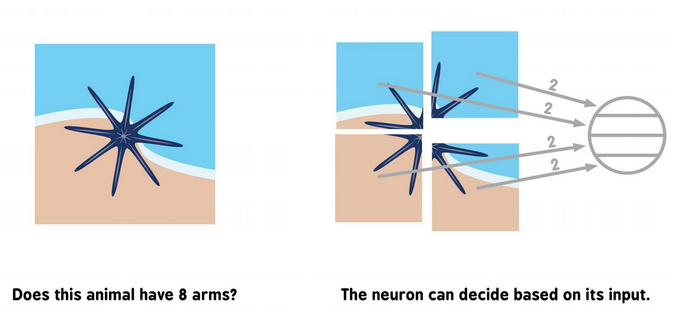 2
2
2
2
Does this animal have 8 arms?
The neuron can decide based on its input.